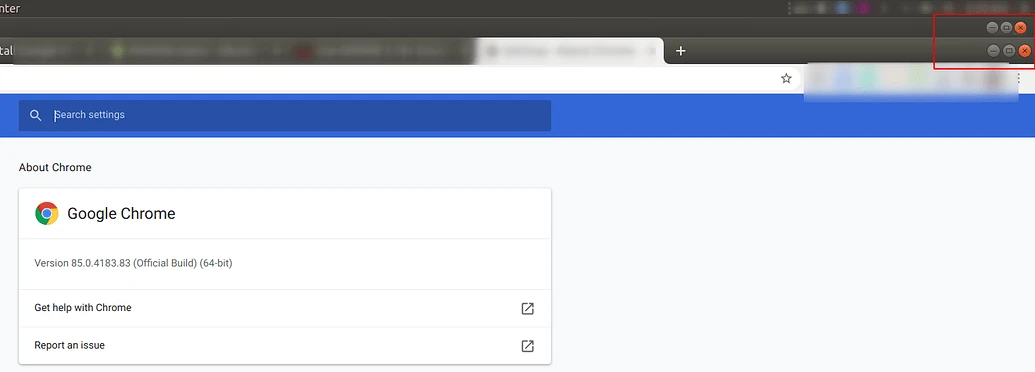 nter
tal
Search settings
About Chrome
Google Chrome
Version 85.0.4183.83 (Official Build) (64-bit)
Get help with Chrome
Report an issue